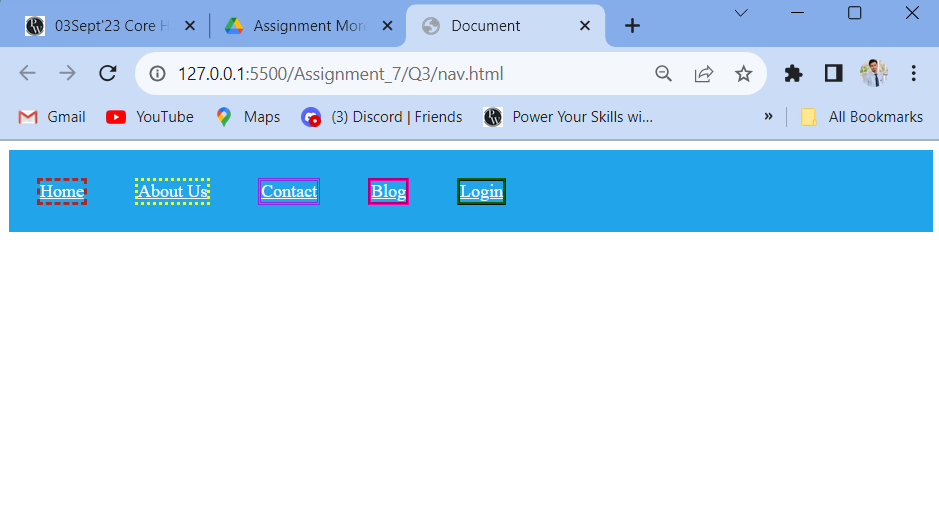 03Sept'23 Core H
Assignment More
Document
127.0.0.1:5500/Assignment_7/Q3/nav.html
Gmail
YouTube
Maps
(3) Discord | Friends
Power Your Skills wi...
»
All Bookmarks
Home
About Us
Contact
Blog
Login